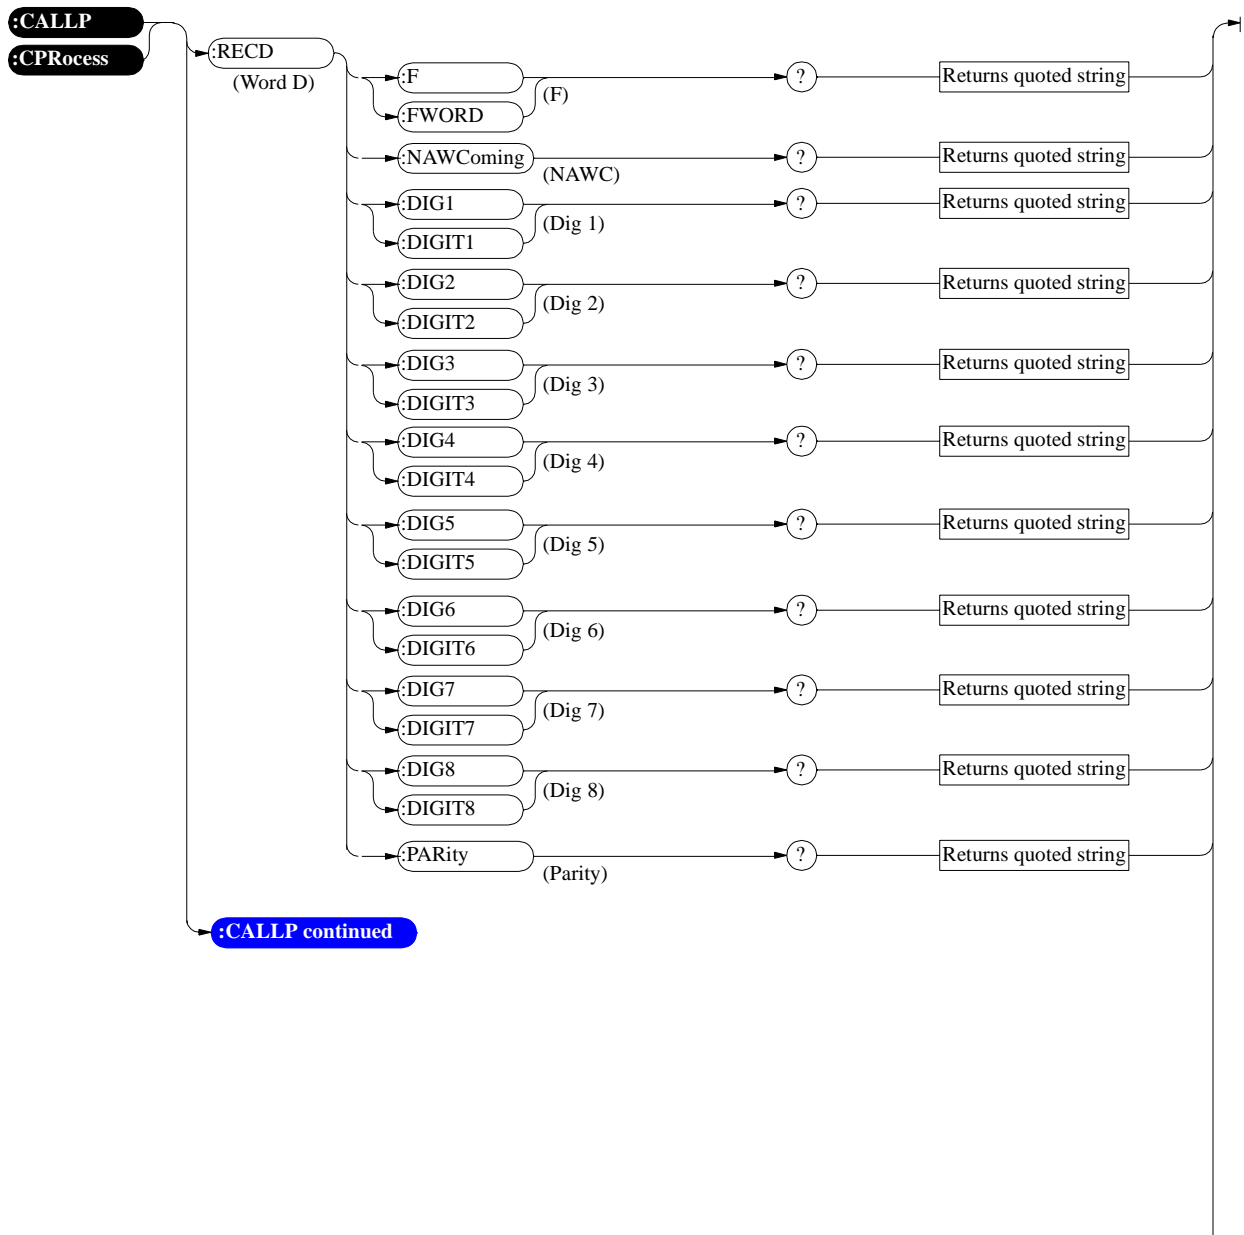 :CALLP
:CPRocess
:RECD
(Word D)
:F
:FWORD
(F)
?
Returns quoted string
:NAWComing
(NAWC)
?
Returns quoted string
:DIG1
:DIGIT1
(Dig 1)
?
Returns quoted string
:DIG2
:DIGIT2
(Dig 2)
?
Returns quoted string
:DIG3
:DIGIT3
(Dig 3)
?
Returns quoted string
:DIG4
:DIGIT4
(Dig 4)
?
Returns quoted string
:DIG5
:DIGIT5
(Dig 5)
?
Returns quoted string
:DIG6
:DIGIT6
(Dig 6)
?
Returns quoted string
:DIG7
:DIGIT7
(Dig 7)
?
Returns quoted string
:DIG8
:DIGIT8
(Dig 8)
?
Returns quoted string
:PARity
(Parity)
?
Returns quoted string
:CALLP continued